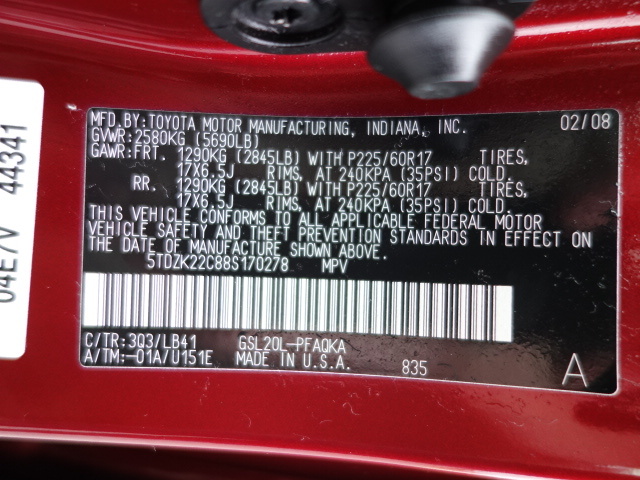 MFD.BY:TOYOTA MOTOR MANUFACTURING, INDIANA, INC. 02/08
GVWR:2580KG (5690LB)
GAWR:FRT. 1290KG (2845LB) WITH P225/60R17 TIRES,
17X6.5J RIMS, AT 240KPA (35PSI) COLD.
RR. 1290KG (2845LB) WITH P225/60R17 TIRES,
17X6.5J RIMS, AT 240KPA (35PSI) COLD.
THIS VEHICLE CONFORMS TO ALL APPLICABLE FEDERAL MOTOR
VEHICLE SAFETY AND THEFT PREVENTION STANDARDS IN EFFECT ON
THE DATE OF MANUFACTURE SHOWN ABOVE.
5TDZK22C88S170278 MPV
C/TR:3Q3/LB41 GSL20L-PFAQKA
A/TM:-01A/U151E MADE IN U.S.A. 835 A
04E7V 44341